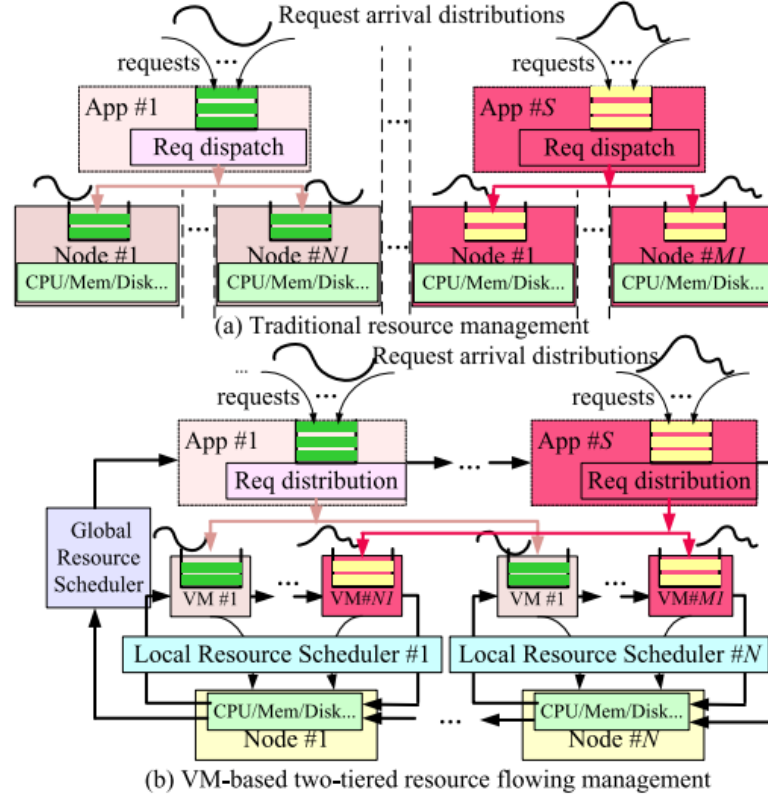 Request arrival distributions
requests ... ...
App #1 App #S
...
Req dispatch Req dispatch
... ... ...
Node #1 Node #N1 Node #1 Node #M1
CPU/Mem/Disk... CPU/Mem/Disk... CPU/Mem/Disk... CPU/Mem/Disk...
(a) Traditional resource management
... Request arrival distributions
requests ... requests ...
App #1 App #S
Req distribution ... Req distribution
Global
Resource
Scheduler
VM #1 ... VM#N1 VM #1 ... VM#M1
Local Resource Scheduler #1 Local Resource Scheduler #N
CPU/Mem/Disk... ... CPU/Mem/Disk...
Node #1 Node #N
(b) VM-based two-tiered resource flowing management